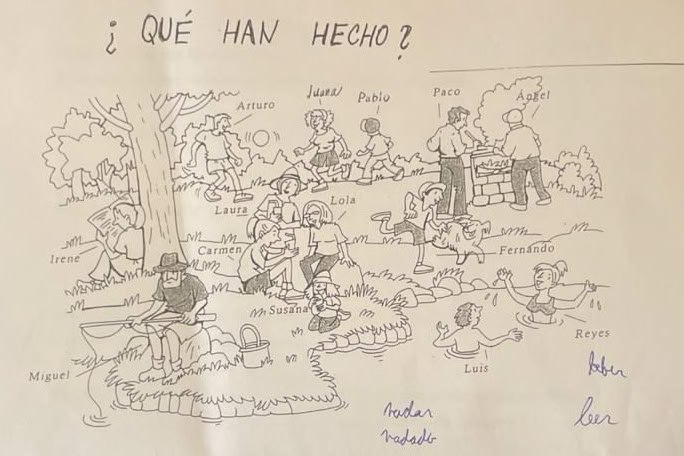 ¿ QUÉ HAN HECHO ?
Arturo
Juana
Pablo
Paco
Ángel
Laura
Lola
Irene
Carmen
Fernando
Susana
Reyes
Miguel
Luis
beber
nadar
leer
nadado